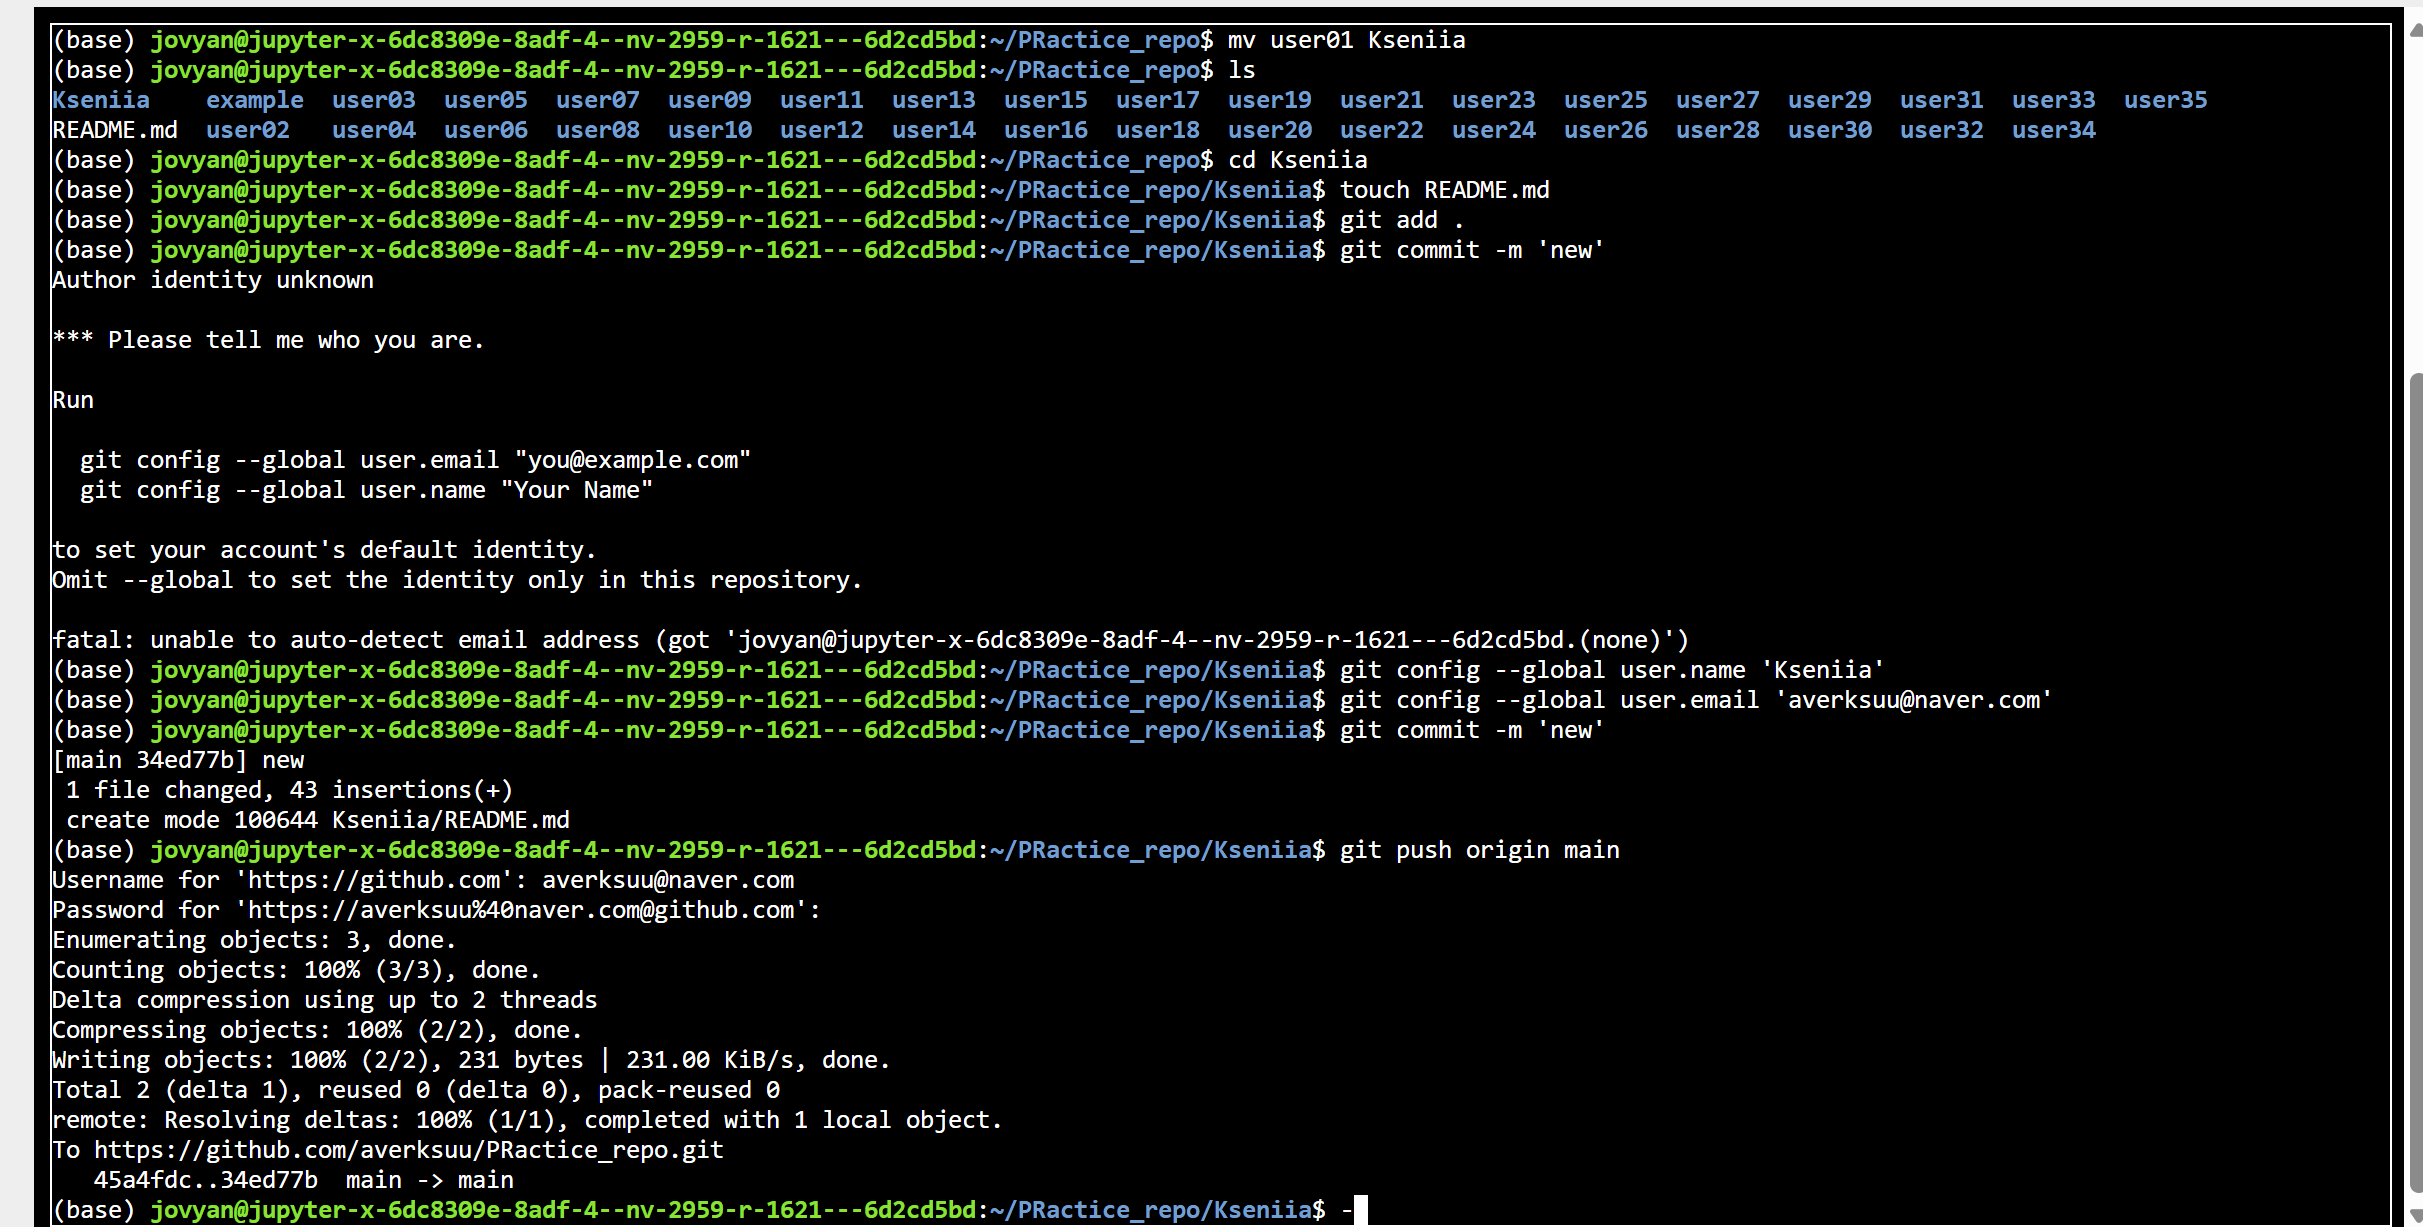 (base) jovyan@jupyter-x-6dc8309e-8adf-4--nv-2959-r-1621---6d2cd5bd:~/PRactice_repo$ mv user01 Kseniia
(base) jovyan@jupyter-x-6dc8309e-8adf-4--nv-2959-r-1621---6d2cd5bd:~/PRactice_repo$ ls
Kseniia    example  user03  user05  user07  user09  user11  user13  user15  user17  user19  user21  user23  user25  user27  user29  user31  user33  user35
README.md  user02   user04  user06  user08  user10  user12  user14  user16  user18  user20  user22  user24  user26  user28  user30  user32  user34
(base) jovyan@jupyter-x-6dc8309e-8adf-4--nv-2959-r-1621---6d2cd5bd:~/PRactice_repo$ cd Kseniia
(base) jovyan@jupyter-x-6dc8309e-8adf-4--nv-2959-r-1621---6d2cd5bd:~/PRactice_repo/Kseniia$ touch README.md
(base) jovyan@jupyter-x-6dc8309e-8adf-4--nv-2959-r-1621---6d2cd5bd:~/PRactice_repo/Kseniia$ git add .
(base) jovyan@jupyter-x-6dc8309e-8adf-4--nv-2959-r-1621---6d2cd5bd:~/PRactice_repo/Kseniia$ git commit -m 'new'
Author identity unknown
*** Please tell me who you are.
Run
  git config --global user.email "you@example.com"
  git config --global user.name "Your Name"
to set your account's default identity.
Omit --global to set the identity only in this repository.
fatal: unable to auto-detect email address (got 'jovyan@jupyter-x-6dc8309e-8adf-4--nv-2959-r-1621---6d2cd5bd.(none)')
(base) jovyan@jupyter-x-6dc8309e-8adf-4--nv-2959-r-1621---6d2cd5bd:~/PRactice_repo/Kseniia$ git config --global user.name 'Kseniia'
(base) jovyan@jupyter-x-6dc8309e-8adf-4--nv-2959-r-1621---6d2cd5bd:~/PRactice_repo/Kseniia$ git config --global user.email 'averksuu@naver.com'
(base) jovyan@jupyter-x-6dc8309e-8adf-4--nv-2959-r-1621---6d2cd5bd:~/PRactice_repo/Kseniia$ git commit -m 'new'
[main 34ed77b] new
 1 file changed, 43 insertions(+)
 create mode 100644 Kseniia/README.md
(base) jovyan@jupyter-x-6dc8309e-8adf-4--nv-2959-r-1621---6d2cd5bd:~/PRactice_repo/Kseniia$ git push origin main
Username for 'https://github.com': averksuu@naver.com
Password for 'https://averksuu%40naver.com@github.com':
Enumerating objects: 3, done.
Counting objects: 100% (3/3), done.
Delta compression using up to 2 threads
Compressing objects: 100% (2/2), done.
Writing objects: 100% (2/2), 231 bytes | 231.00 KiB/s, done.
Total 2 (delta 1), reused 0 (delta 0), pack-reused 0
remote: Resolving deltas: 100% (1/1), completed with 1 local object.
To https://github.com/averksuu/PRactice_repo.git
   45a4fdc..34ed77b  main -> main
(base) jovyan@jupyter-x-6dc8309e-8adf-4--nv-2959-r-1621---6d2cd5bd:~/PRactice_repo/Kseniia$ -